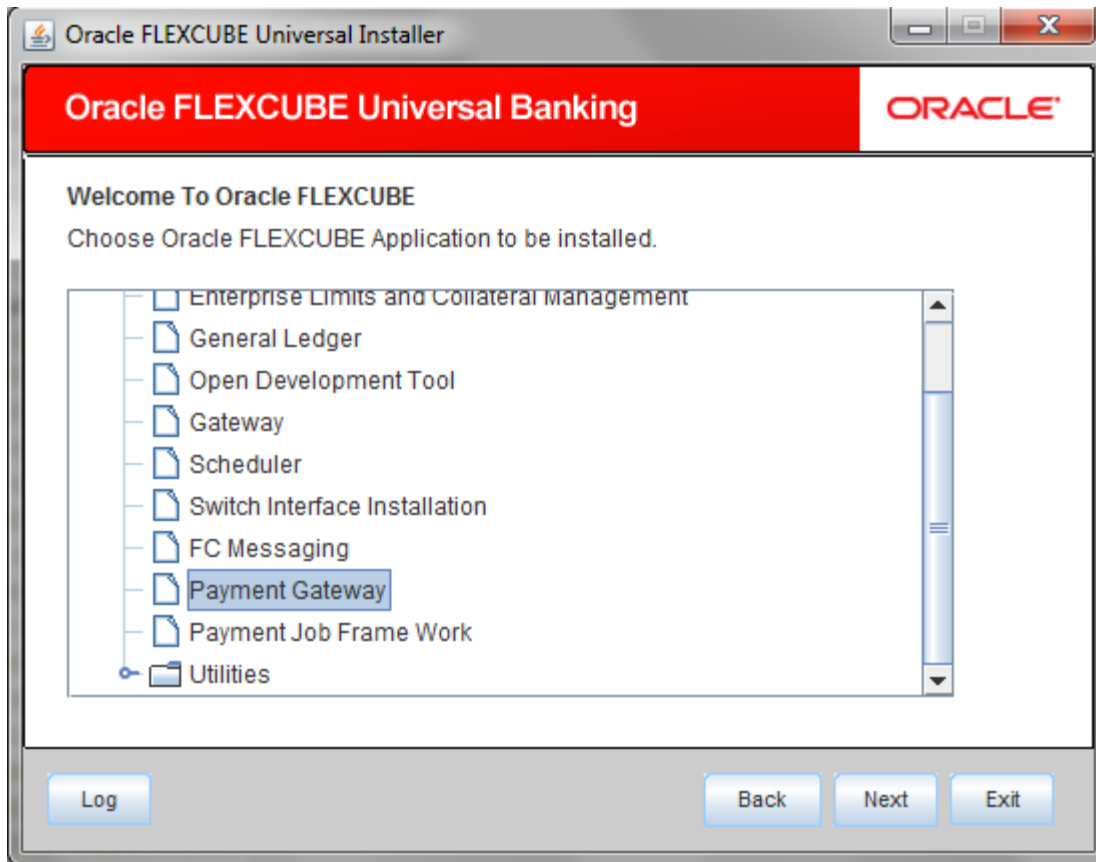 Oracle FLEXCUBE Universal Installer
Oracle FLEXCUBE Universal Banking
ORACLE
Welcome To Oracle FLEXCUBE
Choose Oracle FLEXCUBE Application to be installed.
Enterprise Limits and Collateral Management
General Ledger
Open Development Tool
Gateway
Scheduler
Switch Interface Installation
FC Messaging
Payment Gateway
Payment Job Frame Work
Utilities
Log
Back
Next
Exit